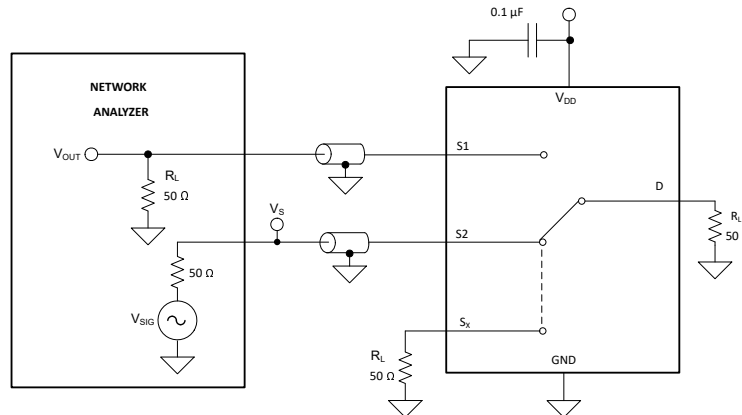 0.1 µF
NETWORK
ANALYZER
VDD
VOUT
S1
RL
50 Ω
D
VS
RL
50
S2
50 Ω
VSIG
SX
RL
50 Ω
GND